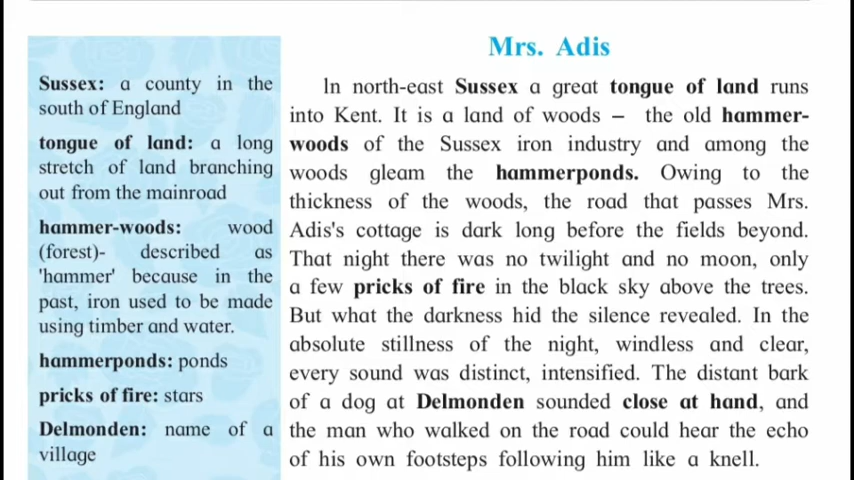 Mrs. Adis
Sussex: a county in the
south of England
tongue of land: a long
stretch of land branching
out from the mainroad
hammer-woods: wood
(forest)- described as
'hammer' because in the
past, iron used to be made
using timber and water.
hammerponds: ponds
pricks of fire: stars
Delmonden: name of a
village
In north-east Sussex a great tongue of land runs
into Kent. It is a land of woods – the old hammer-
woods of the Sussex iron industry and among the
woods gleam the hammerponds. Owing to the
thickness of the woods, the road that passes Mrs.
Adis's cottage is dark long before the fields beyond.
That night there was no twilight and no moon, only
a few pricks of fire in the black sky above the trees.
But what the darkness hid the silence revealed. In the
absolute stillness of the night, windless and clear,
every sound was distinct, intensified. The distant bark
of a dog at Delmonden sounded close at hand, and
the man who walked on the road could hear the echo
of his own footsteps following him like a knell.